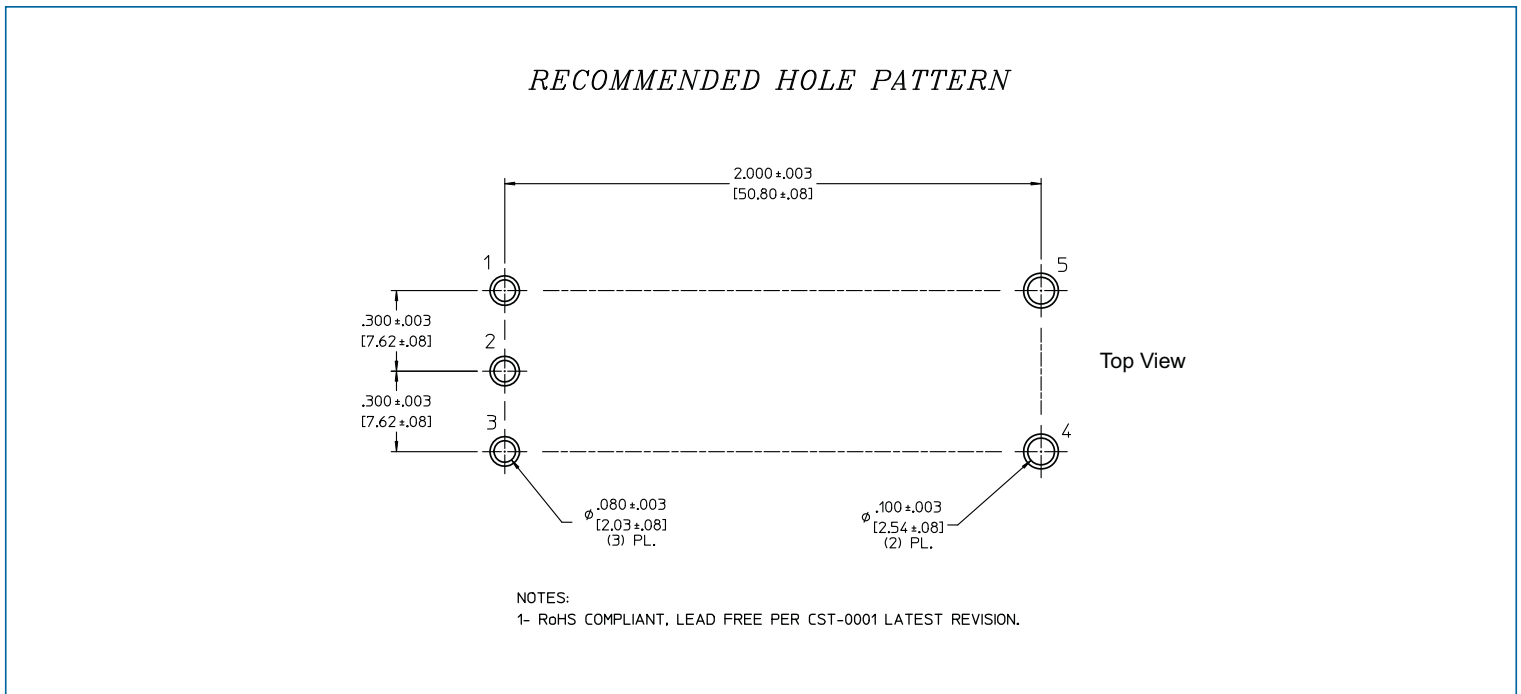 RECOMMENDED HOLE PATTERN
2.000±.003
[50.80±.08]
1
5
.300±.003
[7.62±.08]
2
Top View
.300±.003
[7.62±.08]
3
4
ø .080±.003
[2.03±.08]
(3) PL.
ø .100±.003
[2.54±.08]
(2) PL.
NOTES:
1- RoHS COMPLIANT, LEAD FREE PER CST-0001 LATEST REVISION.